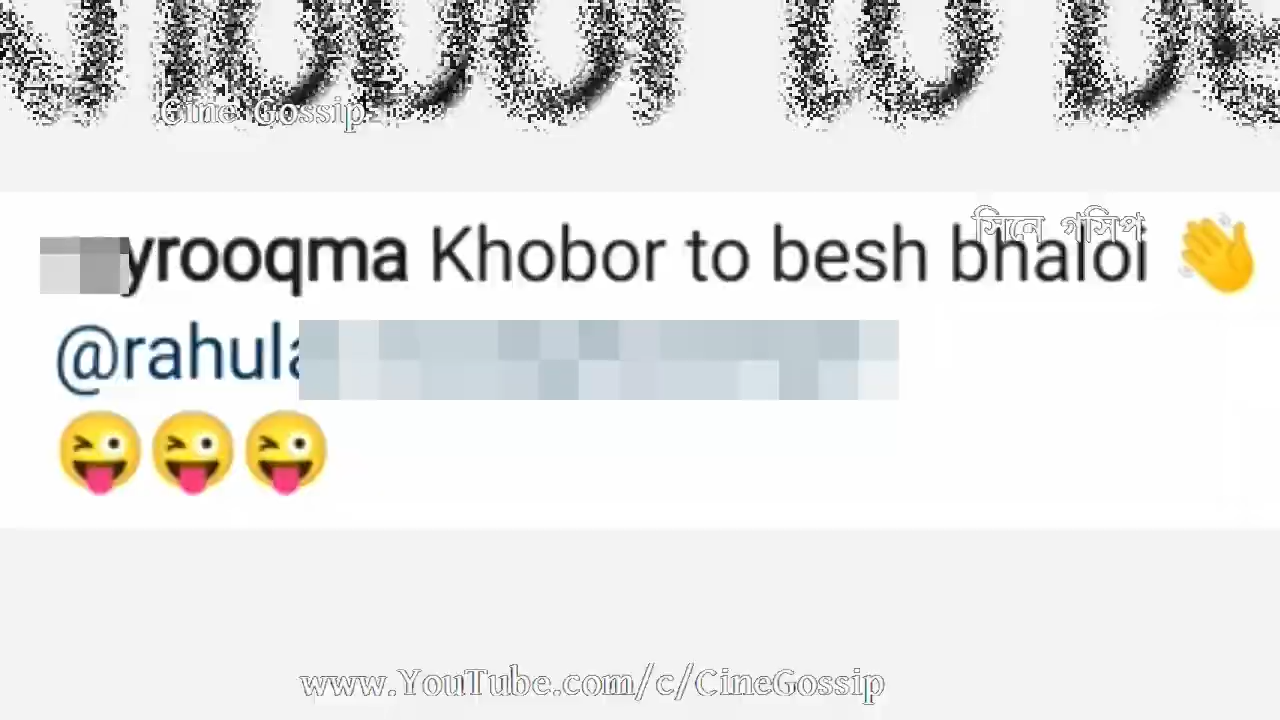 Cine Gossip
সিনে গসিপ
yrooqma Khobor to besh bhaloi 👋
@rahula
😜😜😜
www.YouTube.com/c/CineGossip